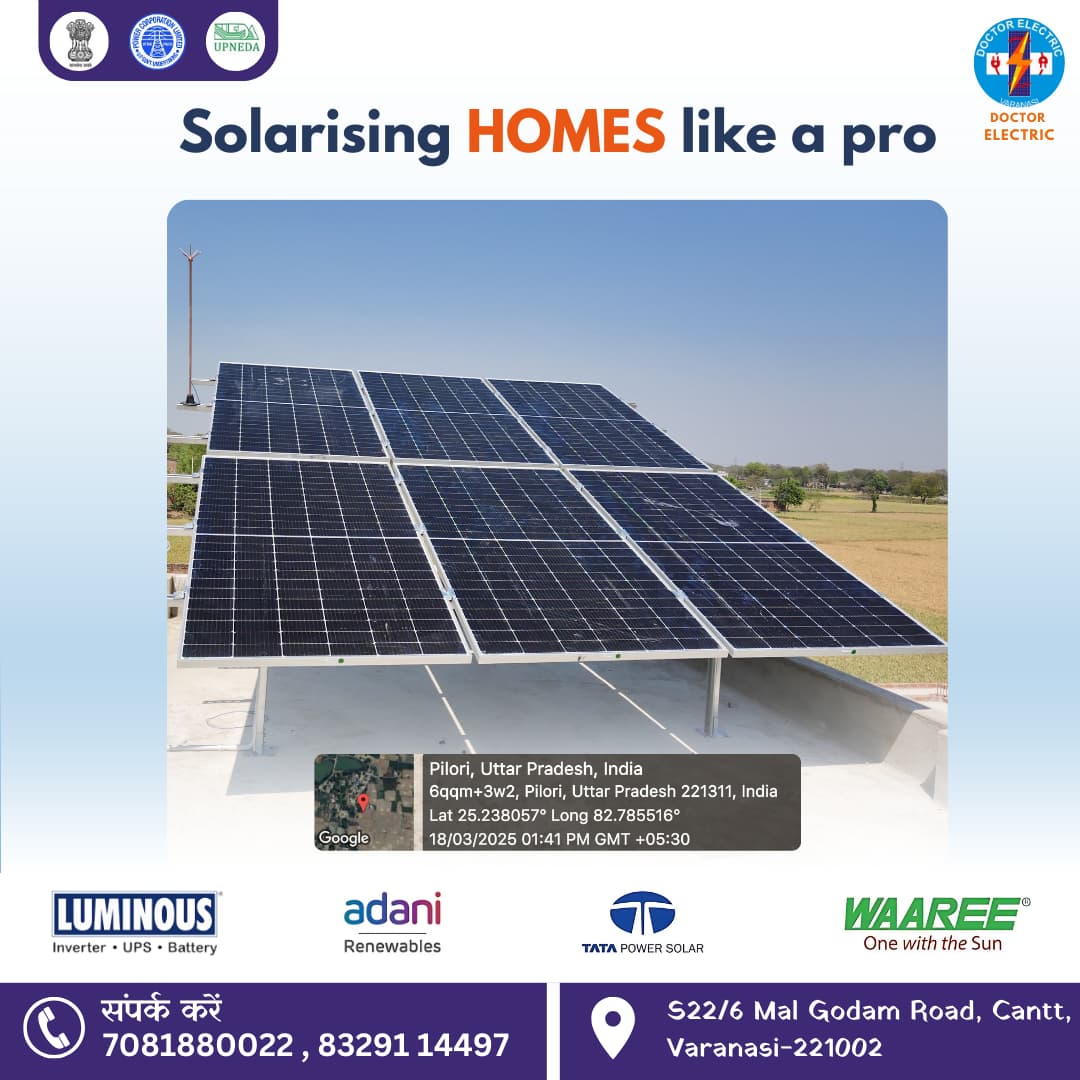 POWER CORPORATION LIMITED
UPNEDA
DOCTOR ELECTRIC
VARANASI
DOCTOR
ELECTRIC
Solarising HOMES like a pro
Pilori, Uttar Pradesh, India
6qqm+3w2, Pilori, Uttar Pradesh 221311, India
Lat 25.238057° Long 82.785516°
18/03/2025 01:41 PM GMT +05:30
Google
LUMINOUS
Inverter • UPS • Battery
adani
Renewables
TATA POWER SOLAR
WAAREE®
One with the Sun
संपर्क करें
7081880022 , 83291 14497
S22/6 Mal Godam Road, Cantt,
Varanasi-221002